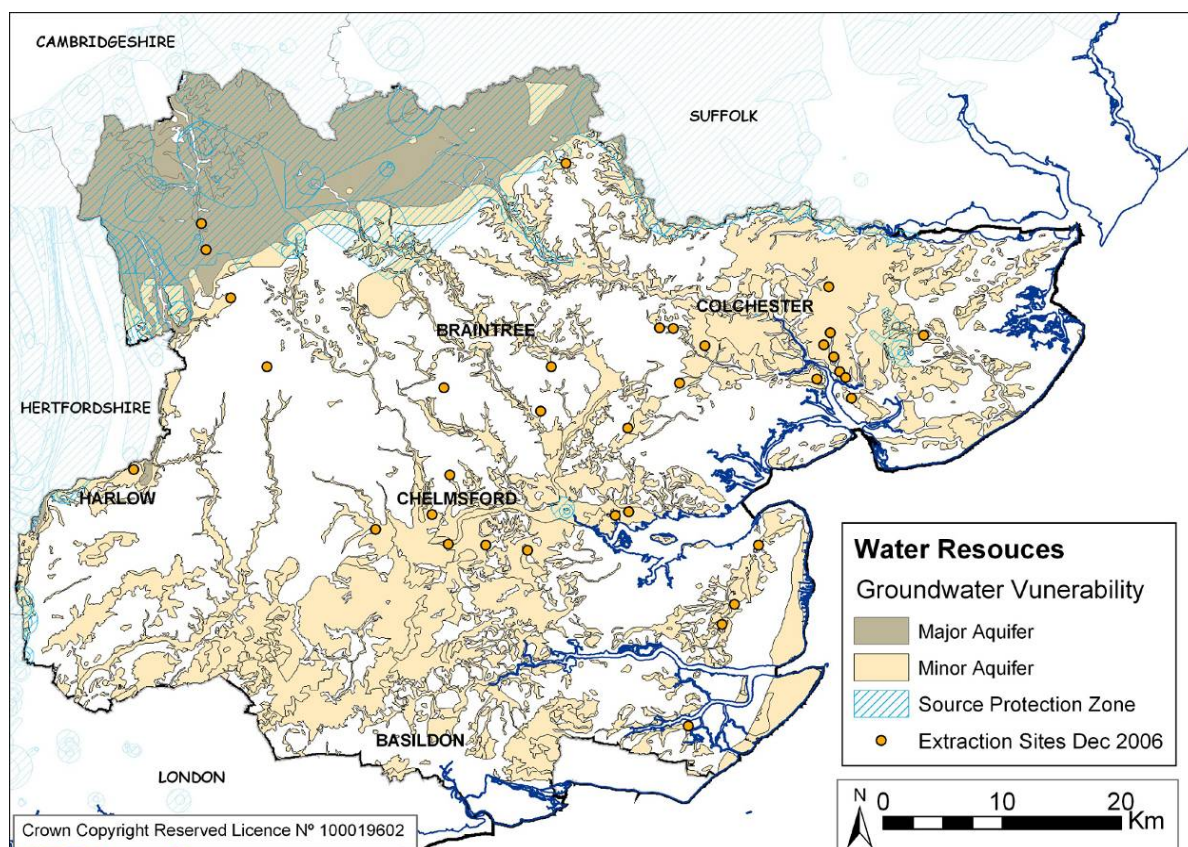 CAMBRIDGESHIRE
SUFFOLK
COLCHESTER
BRAINTREE
HERTFORDSHIRE
HARLOW
CHELMSFORD
BASILDON
LONDON
Water Resouces
Groundwater Vunerability
Major Aquifer
Minor Aquifer
Source Protection Zone
Extraction Sites Dec 2006
N
0 10 20
Km
Crown Copyright Reserved Licence Nº 100019602